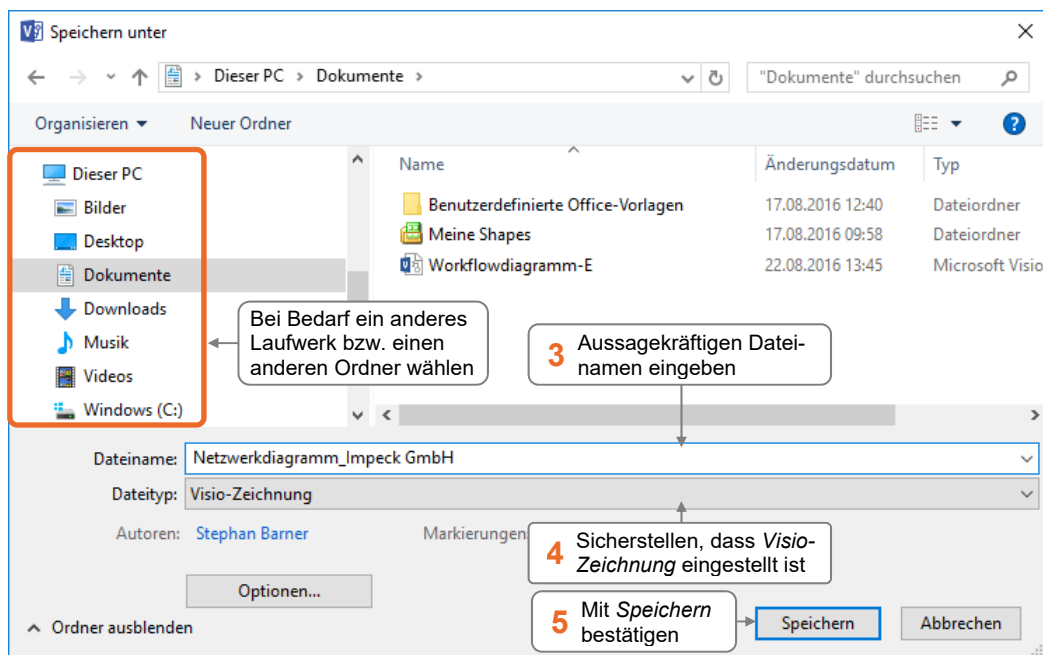 Speichern unter
Dieser PC > Dokumente >
"Dokumente" durchsuchen
Organisieren
Neuer Ordner
Name
Änderungsdatum
Typ
Dieser PC
Bilder
Desktop
Dokumente
Downloads
Musik
Videos
Windows (C:)
Benutzerdefinierte Office-Vorlagen
17.08.2016 12:40
Dateiordner
Meine Shapes
17.08.2016 09:58
Dateiordner
Workflowdiagramm-E
22.08.2016 13:45
Microsoft Visio
Bei Bedarf ein anderes
Laufwerk bzw. einen
anderen Ordner wählen
3 Aussagekräftigen Datei-
namen eingeben
Dateiname: Netzwerkdiagramm_Impeck GmbH
Dateityp: Visio-Zeichnung
Autoren: Stephan Barner
Markierungen:
4 Sicherstellen, dass Visio-
Zeichnung eingestellt ist
Optionen...
5 Mit Speichern
bestätigen
Ordner ausblenden
Speichern
Abbrechen